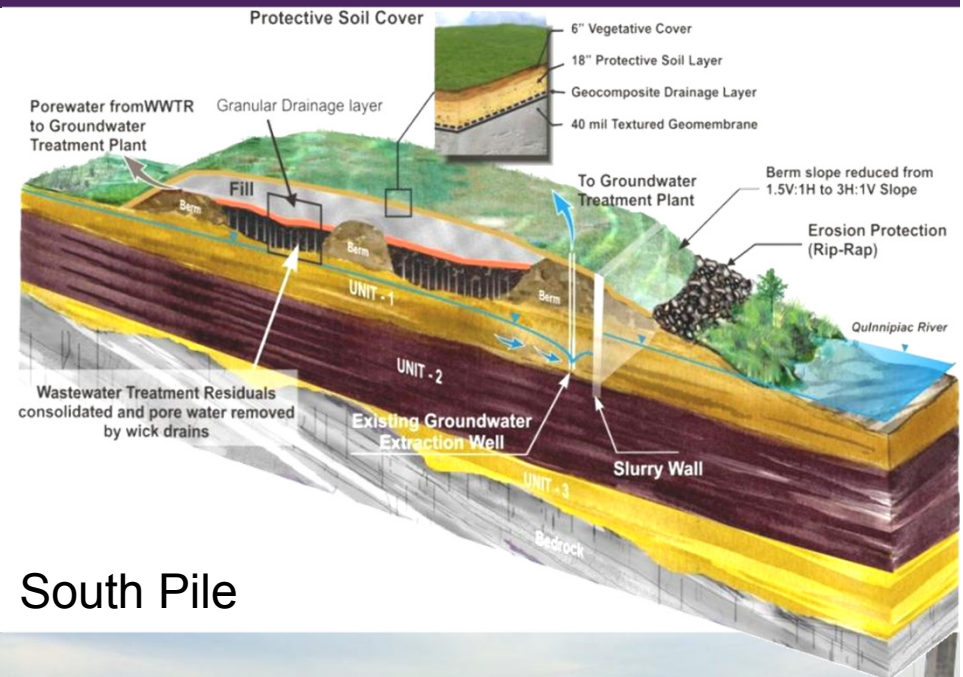 Protective Soil Cover
6" Vegetative Cover
18" Protective Soil Layer
Geocomposite Drainage Layer
40 mil Textured Geomembrane
Porewater fromWWTR
to Groundwater
Treatment Plant
Granular Drainage layer
Fill
Berm
Berm
Berm
To Groundwater
Treatment Plant
Berm slope reduced from
1.5V:1H to 3H:1V Slope
Erosion Protection
(Rip-Rap)
QuInnipiac River
UNIT - 1
UNIT - 2
Wastewater Treatment Residuals
consolidated and pore water removed
by wick drains
Existing Groundwater
Extraction Well
Slurry Wall
UNIT - 3
Bedrock
South Pile